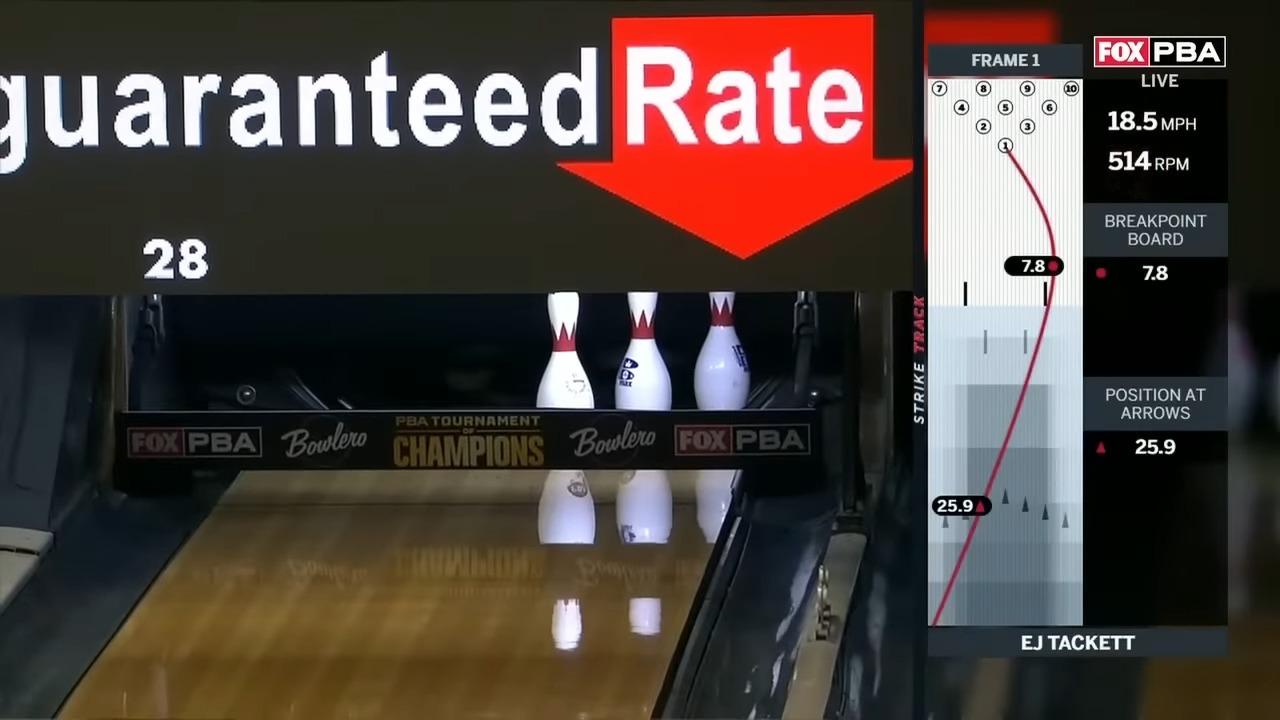 guaranteed Rate
28
FOX PBA
Bowlero
PBA TOURNAMENT
OF
CHAMPIONS
Bowlero
FOX PBA
STRIKE TRACK
FRAME 1
7 8 9 10
4 5 6
2 3
1
7.8
25.9
FOX PBA
LIVE
18.5 MPH
514 RPM
BREAKPOINT
BOARD
7.8
POSITION AT
ARROWS
25.9
EJ TACKETT